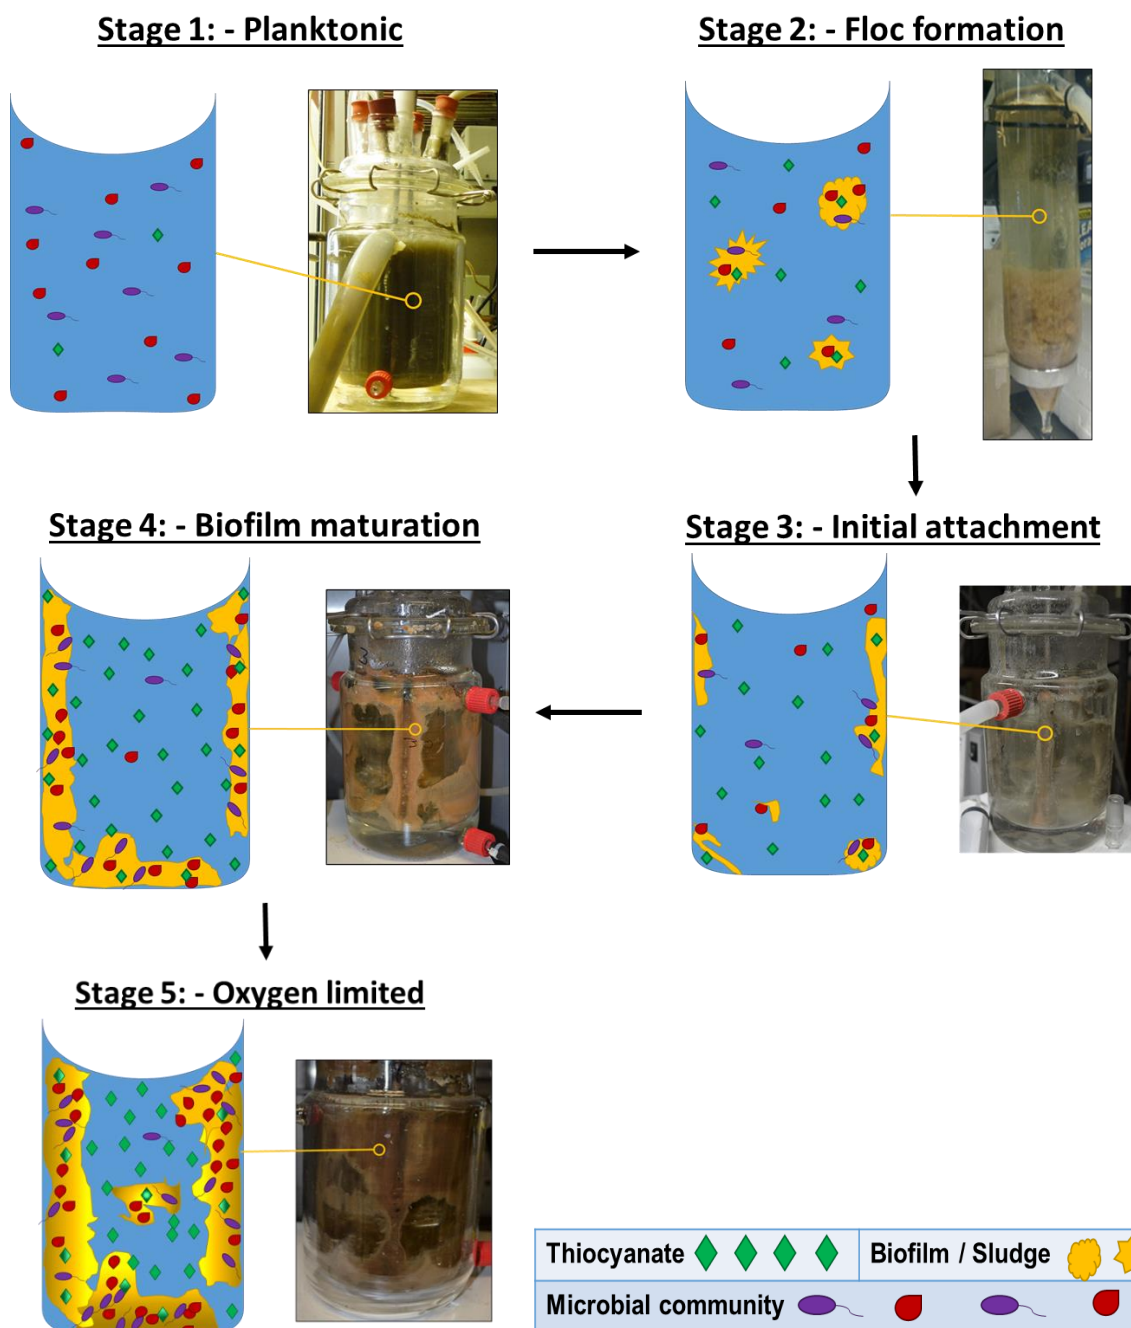 Stage 1: - Planktonic
Stage 2: - Floc formation
Stage 4: - Biofilm maturation
Stage 3: - Initial attachment
3
Stage 5: - Oxygen limited
Thiocyanate
Biofilm / Sludge
Microbial community